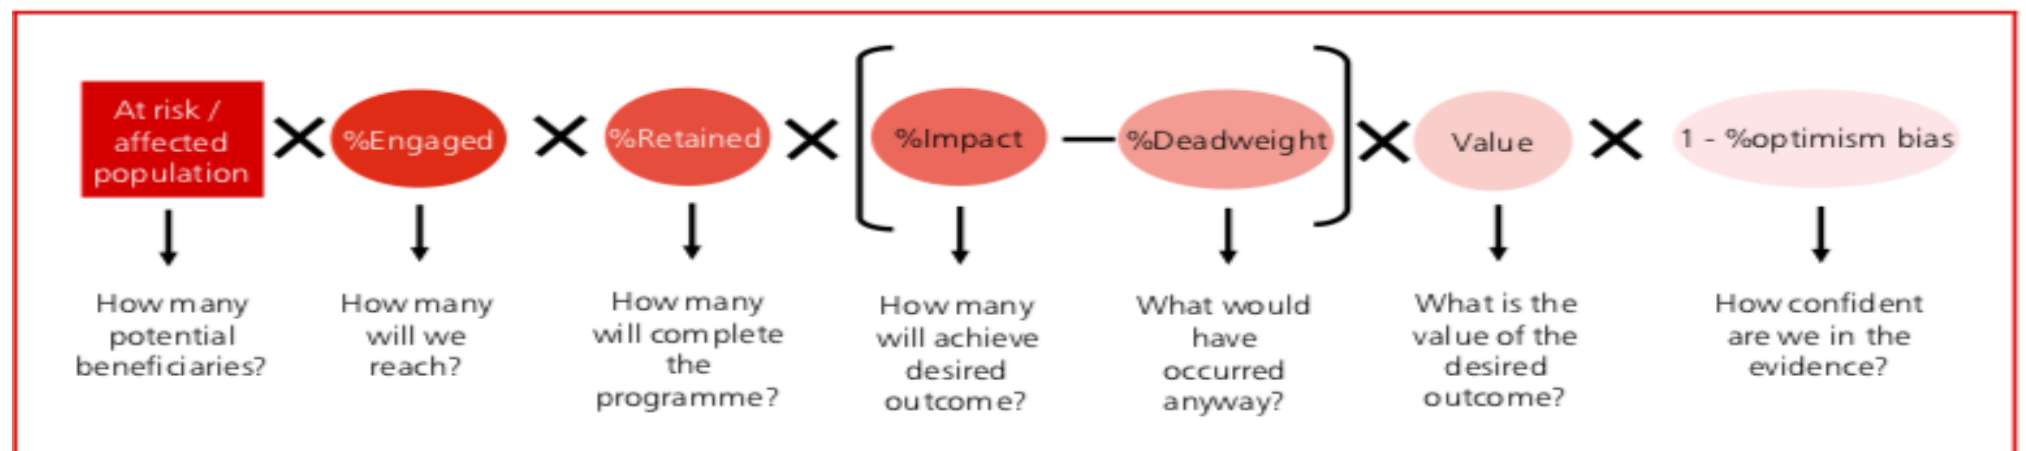 At risk /
affected
population
%Engaged
%Retained
%Impact
%Deadweight
Value
1 - %optimism bias
How many
potential
beneficiaries?
How many
will we
reach?
How many
will complete
the
programme?
How many
will achieve
desired
outcome?
What would
have
occurred
anyway?
What is the
value of the
desired
outcome?
How confident
are we in the
evidence?